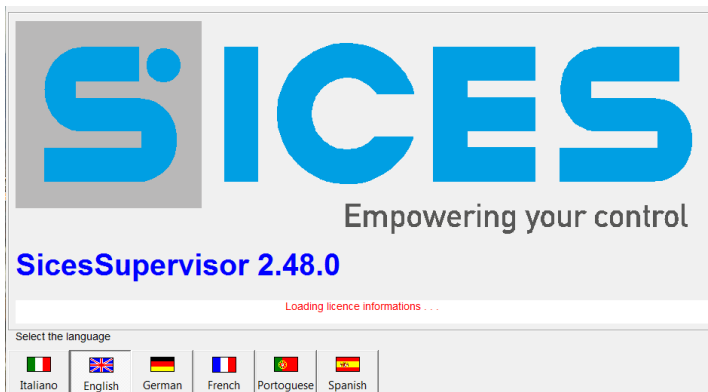 SICES
Empowering your control
SicesSupervisor 2.48.0
Loading licence informations . . .
Select the language
Italiano English German French Portoguese Spanish